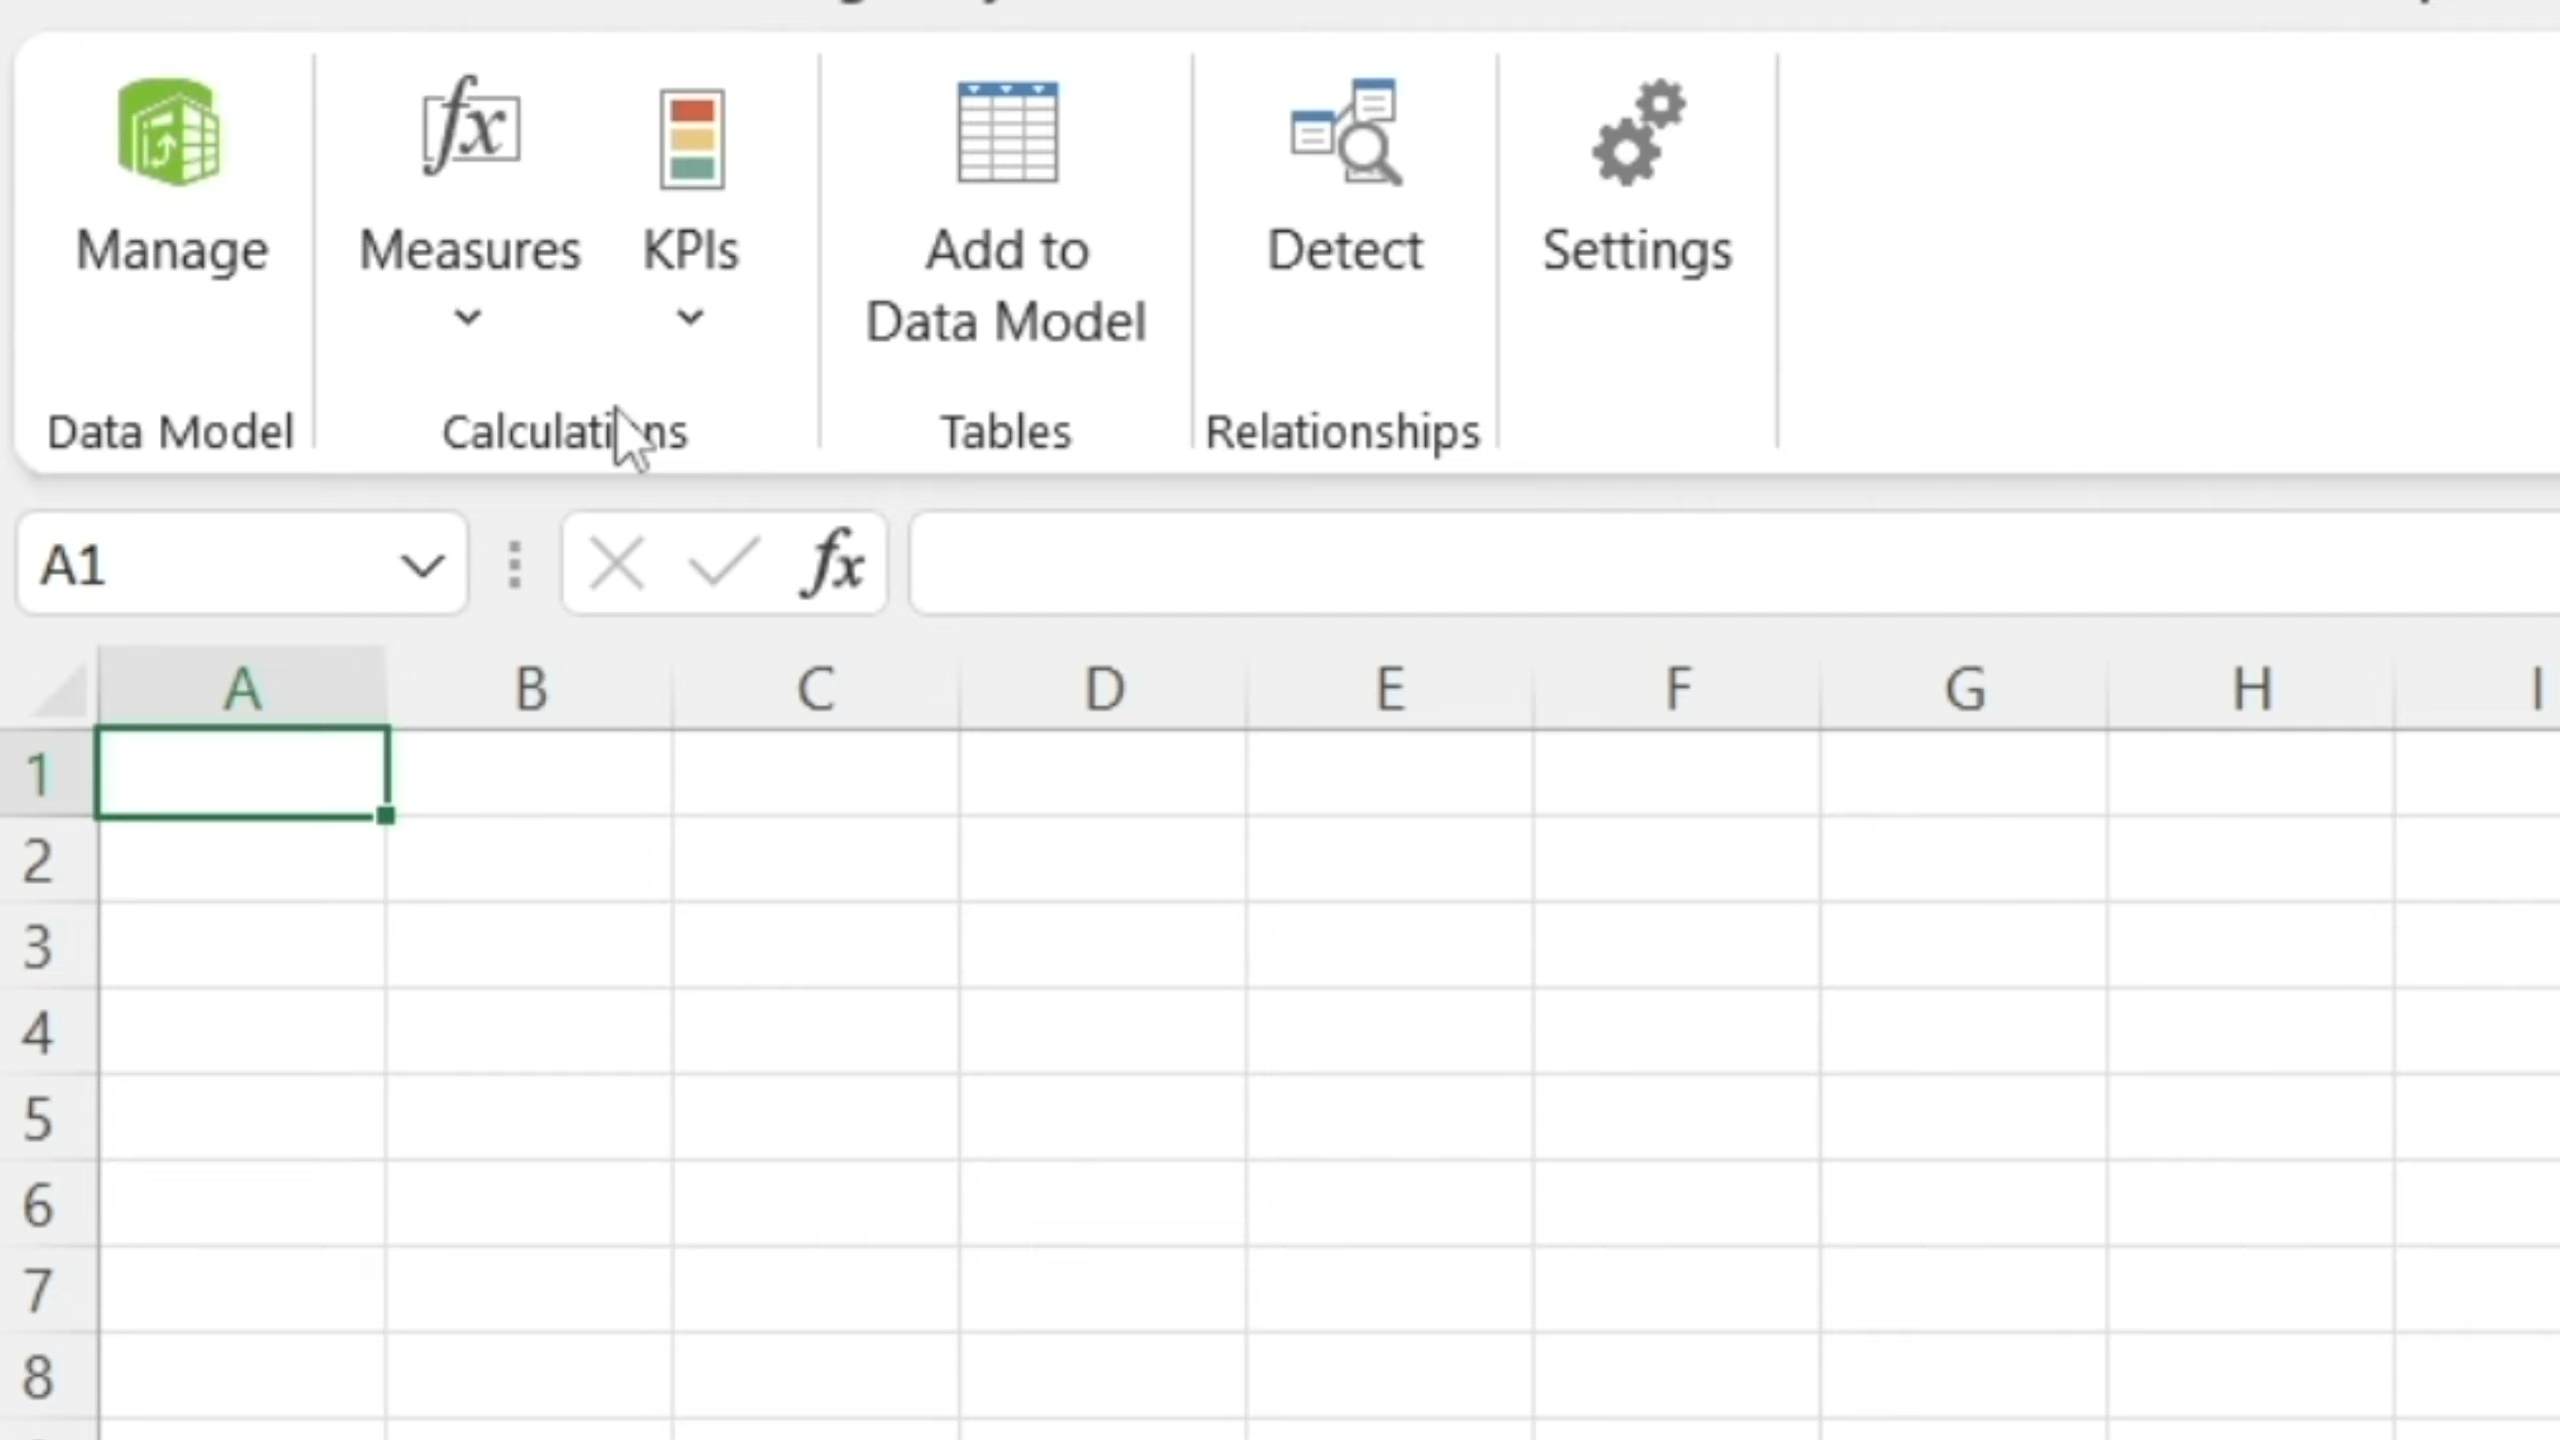 Manage
Measures
KPIs
Add to
Data Model
Detect
Settings
Data Model
Calculations
Tables
Relationships
A1
fx
A B C D E F G H I
1
2
3
4
5
6
7
8